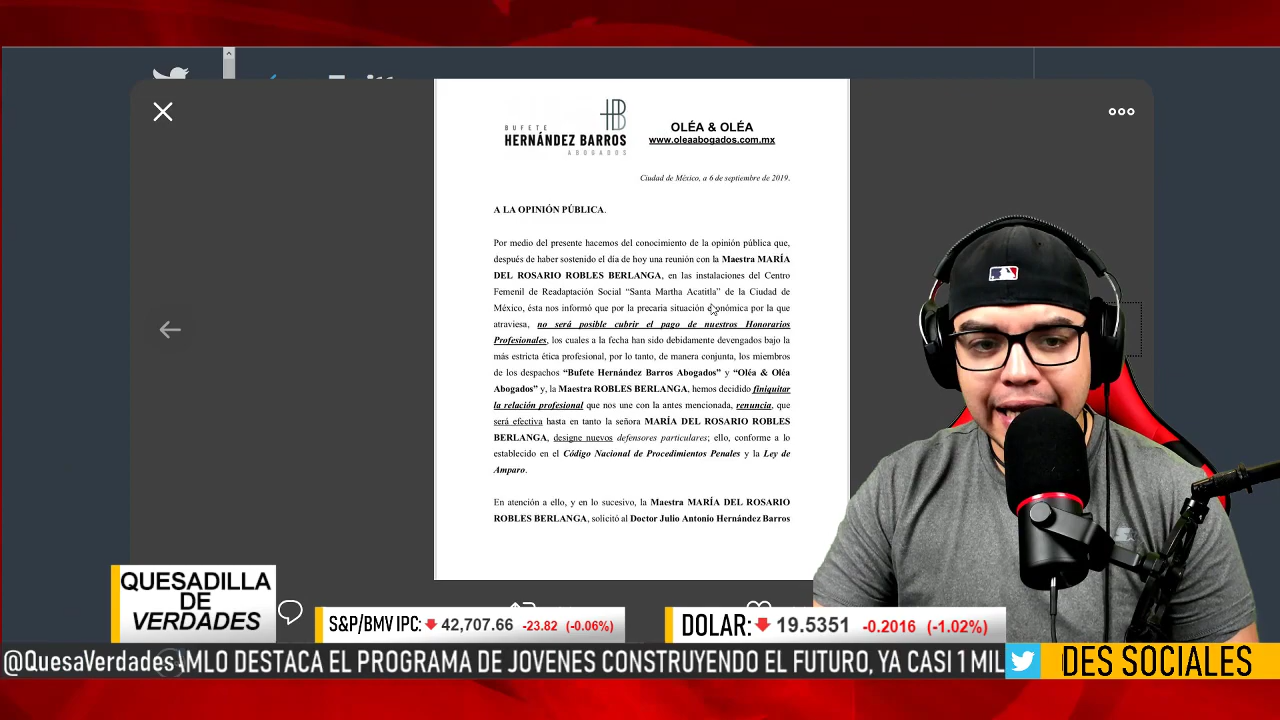 BUFETE
HERNÁNDEZ BARROS
ABOGADOS
OLÉA & OLÉA
www.oleaabogados.com.mx
Ciudad de México, a 6 de septiembre de 2019.
A LA OPINIÓN PÚBLICA.
Por medio del presente hacemos del conocimiento de la opinión pública que,
después de haber sostenido el día de hoy una reunión con la Maestra MARÍA
DEL ROSARIO ROBLES BERLANGA, en las instalaciones del Centro
Femenil de Readaptación Social “Santa Martha Acatitla” de la Ciudad de
México, ésta nos informó que por la precaria situación económica por la que
atraviesa, no será posible cubrir el pago de nuestros Honorarios
Profesionales, los cuales a la fecha han sido debidamente devengados bajo la
más estricta ética profesional, por lo tanto, de manera conjunta, los miembros
de los despachos “Bufete Hernández Barros Abogados” y “Oléa & Oléa
Abogados” y, la Maestra ROBLES BERLANGA, hemos decidido finiquitar
la relación profesional que nos une con la antes mencionada, renuncia, que
será efectiva hasta en tanto la señora MARÍA DEL ROSARIO ROBLES
BERLANGA, designe nuevos defensores particulares; ello, conforme a lo
establecido en el Código Nacional de Procedimientos Penales y la Ley de
Amparo.
En atención a ello, y en lo sucesivo, la Maestra MARÍA DEL ROSARIO
ROBLES BERLANGA, solicitó al Doctor Julio Antonio Hernández Barros
QUESADILLA
DE
VERDADES
S&P/BMV IPC: 42,707.66 -23.82 (-0.06%)
DOLAR: 19.5351 -0.2016 (-1.02%)
@QuesaVerdades AMLO DESTACA EL PROGRAMA DE JOVENES CONSTRUYENDO EL FUTURO, YA CASI 1 MIL
DES SOCIALES